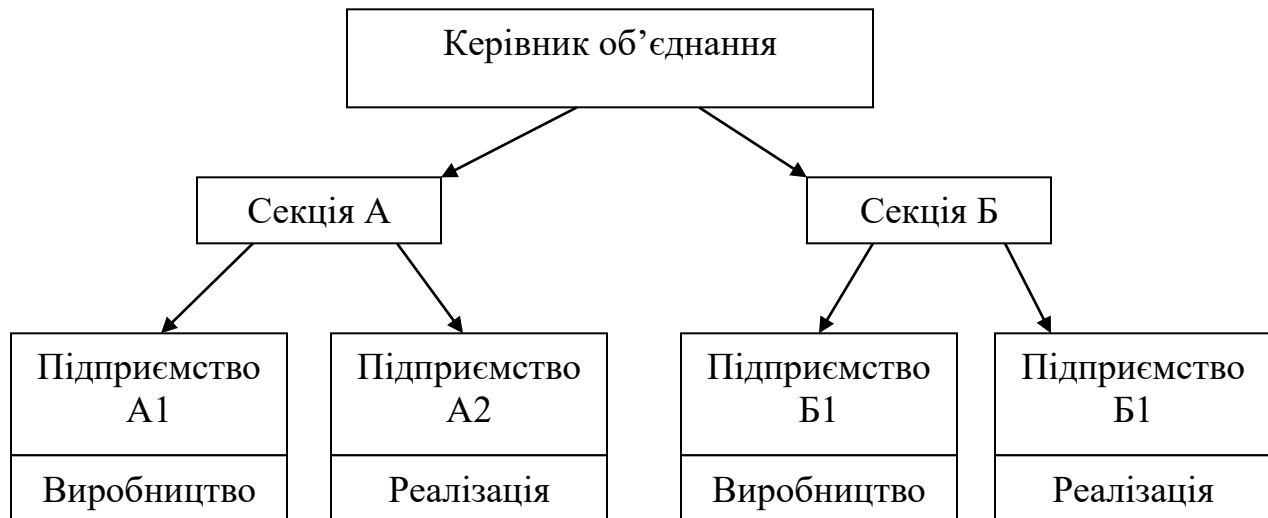 Керівник об’єднання
Секція А
Секція Б
Підприємство
А1
Виробництво
Підприємство
А2
Реалізація
Підприємство
Б1
Виробництво
Підприємство
Б1
Реалізація